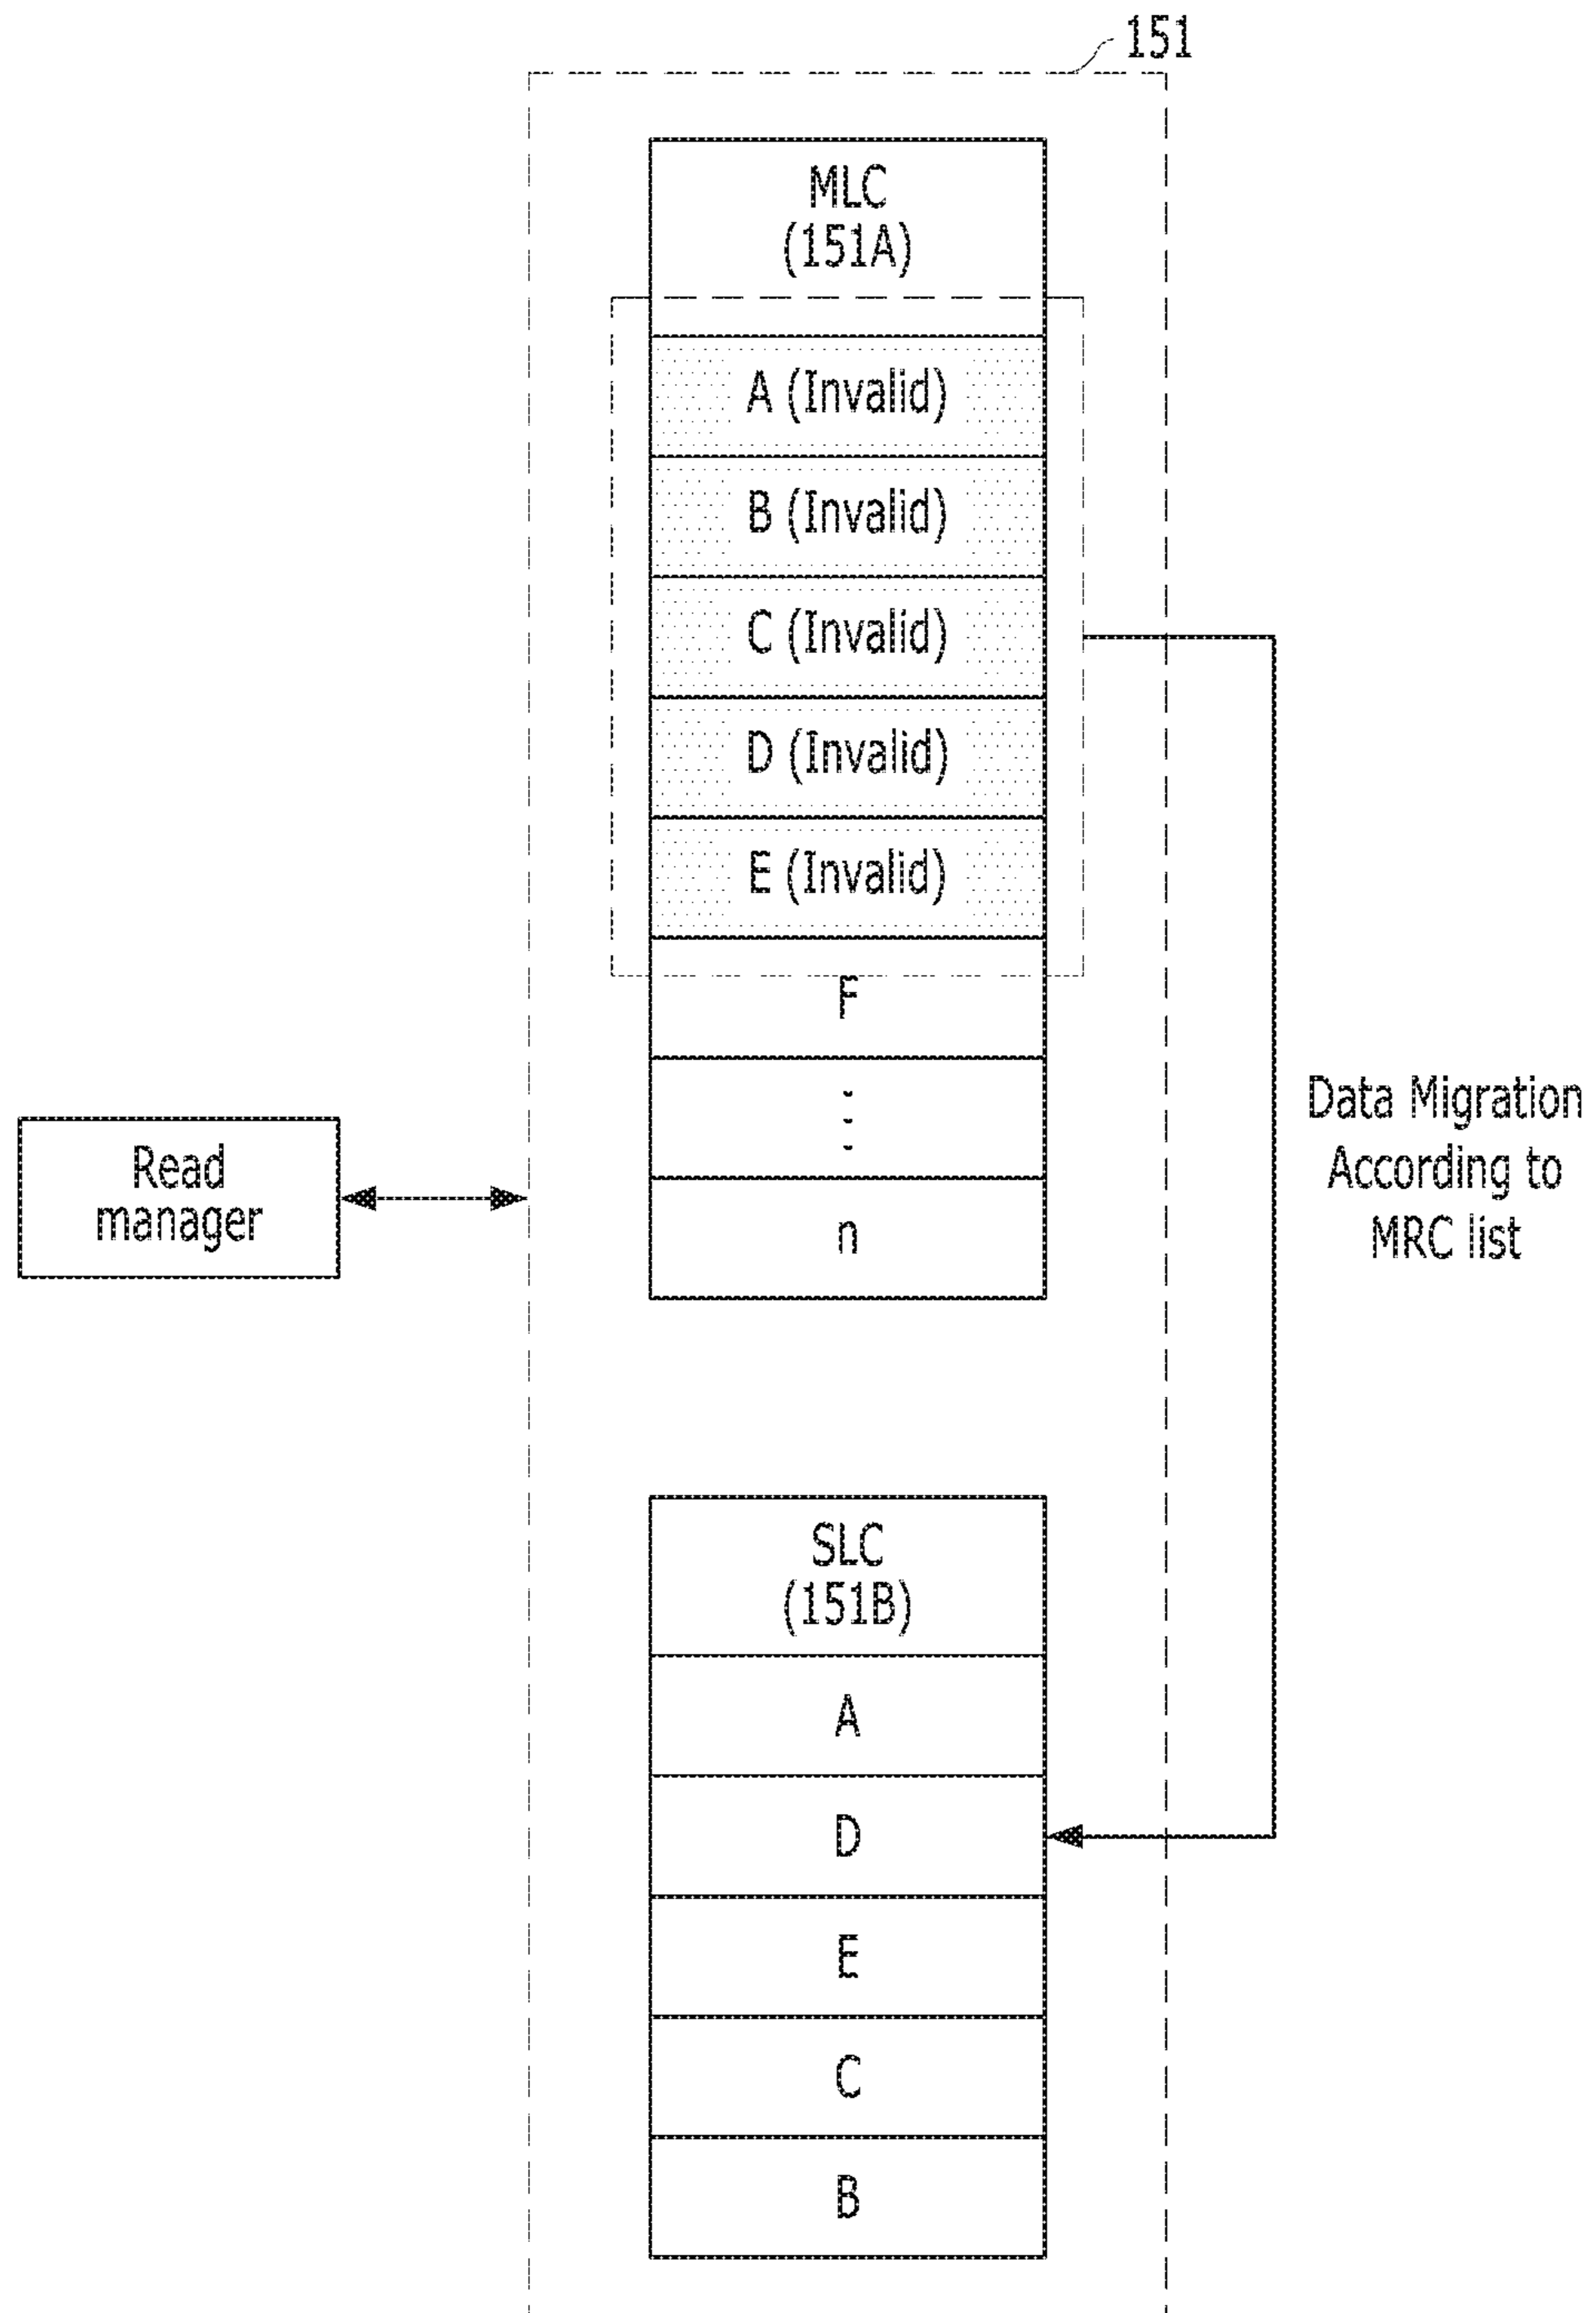 151
MLC
(151A)
A (Invalid)
B (Invalid)
C (Invalid)
D (Invalid)
E (Invalid)
F
n
Read
manager
Data Migration
According to
MRC list
SLC
(151B)
A
D
E
C
B